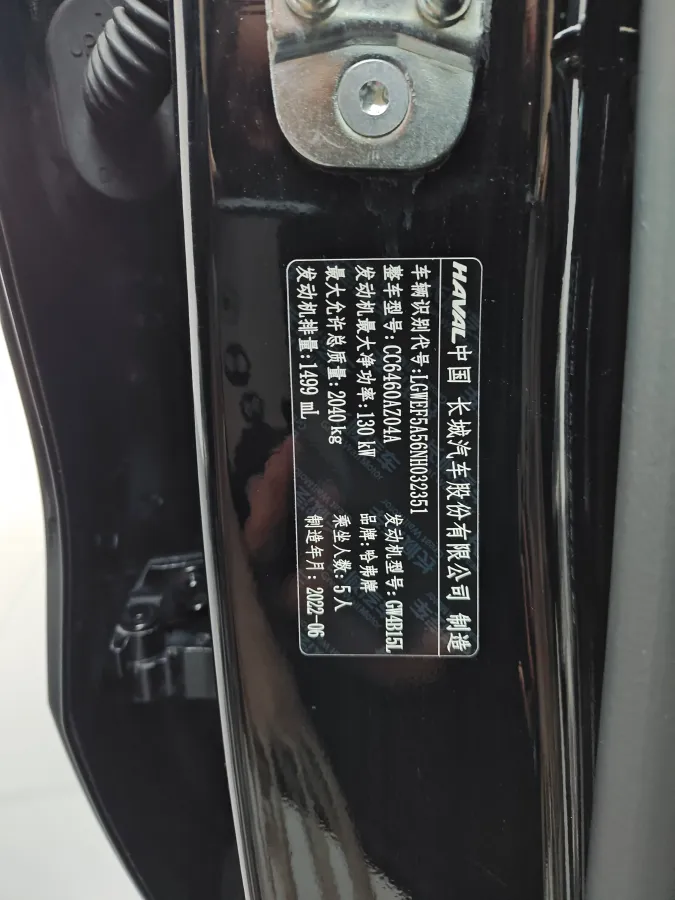 HAVAL 中国 长城汽车股份有限公司 制造
车辆识别代号:LGWEF5A56NH032351
整车型号:CC6460AZ04A 发动机型号:GW4B15L
发动机最大净功率:130 kW 品牌:哈弗牌
最大允许总质量:2040 kg 乘坐人数:5人
发动机排量:1499 mL 制造年月:2022-06